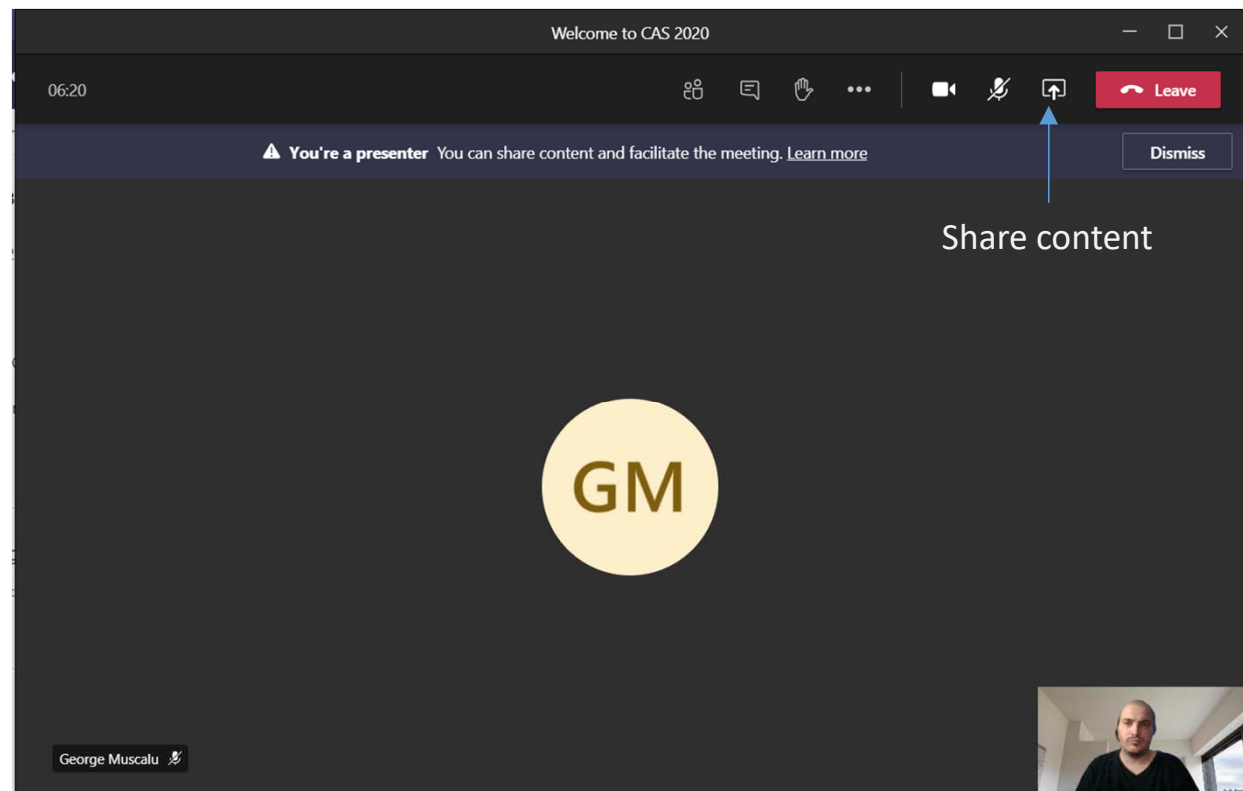 Welcome to CAS 2020
06:20
Leave
You're a presenter You can share content and facilitate the meeting. Learn more
Dismiss
Share content
GM
George Muscalu